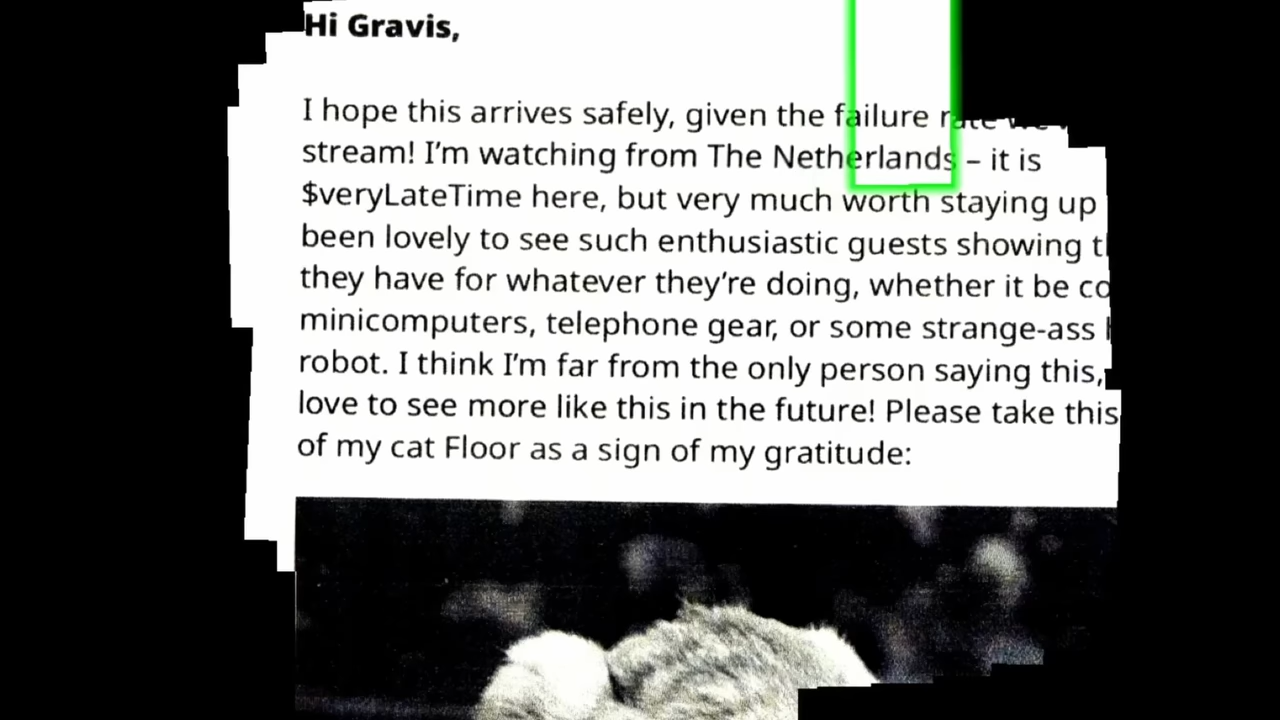 Hi Gravis,
I hope this arrives safely, given the failure rate we
stream! I'm watching from The Netherlands – it is
$veryLateTime here, but very much worth staying up
been lovely to see such enthusiastic guests showing
they have for whatever they're doing, whether it be
minicomputers, telephone gear, or some strange-ass
robot. I think I'm far from the only person saying this,
love to see more like this in the future! Please take this
of my cat Floor as a sign of my gratitude: